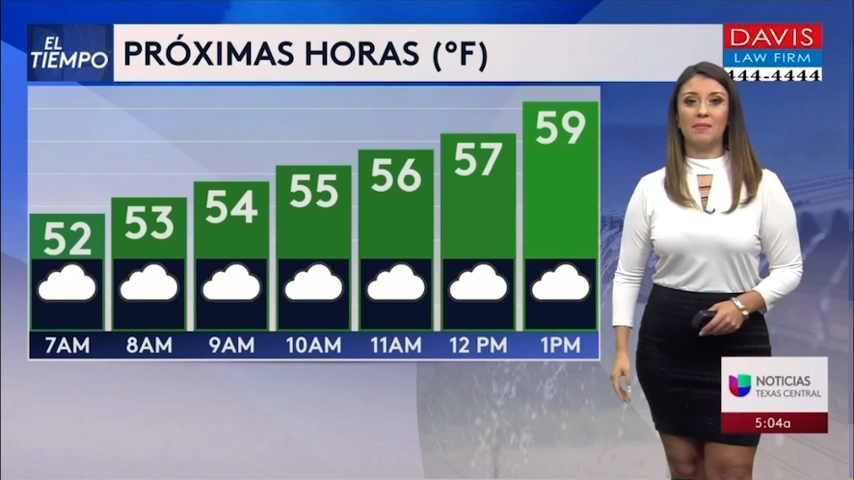 EL
TIEMPO
PRÓXIMAS HORAS (°F)
DAVIS
LAW FIRM
444-4444
52
53
54
55
56
57
59
7AM
8AM
9AM
10AM
11AM
12 PM
1PM
NOTICIAS
TEXAS CENTRAL
5:04a